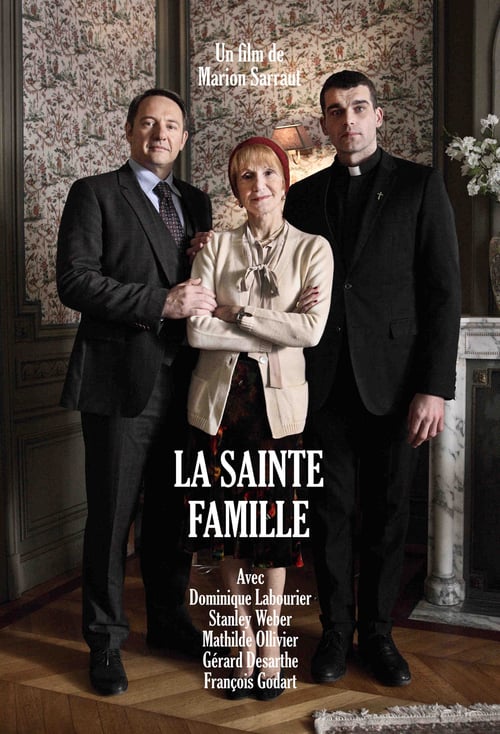 Un film de
Marion Sarraut
LA SAINTE
FAMILLE
Avec
Dominique Labourier
Stanley Weber
Mathilde Ollivier
Gérard Desarthe
François Godart